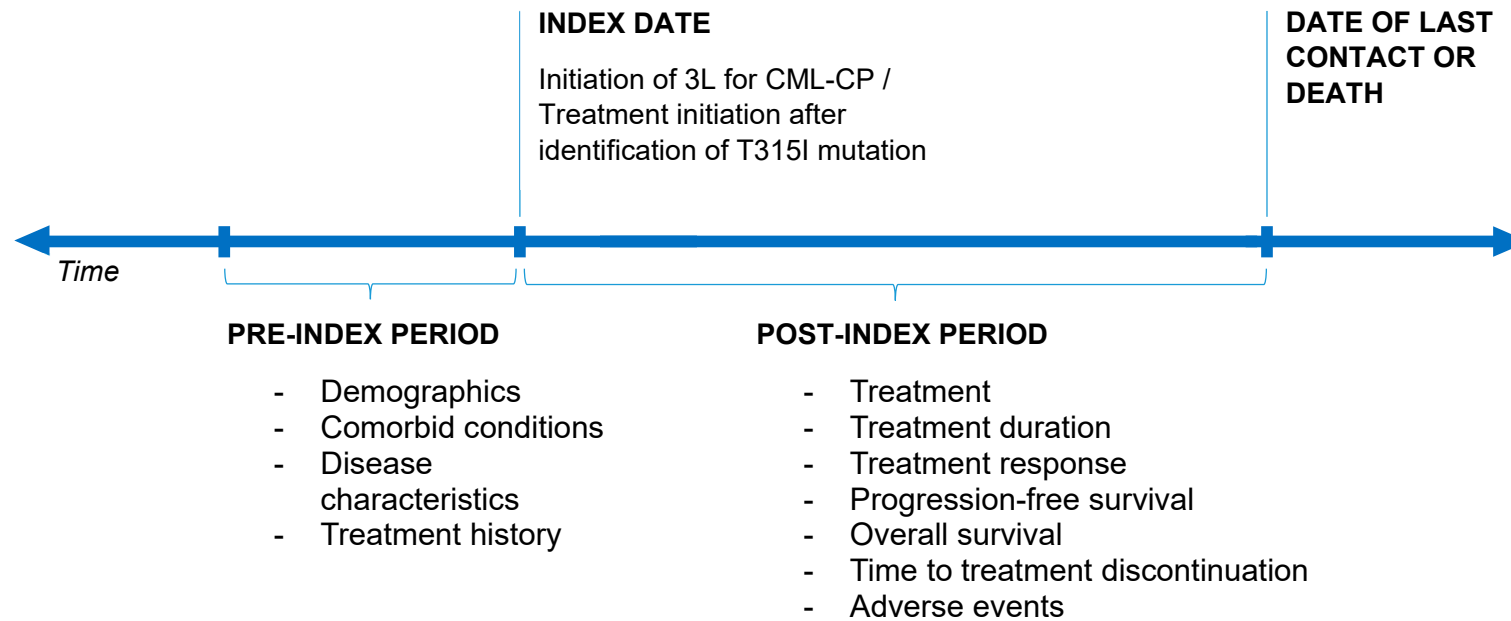 INDEX DATE
Initiation of 3L for CML-CP /
Treatment initiation after
identification of T315I mutation
DATE OF LAST
CONTACT OR
DEATH
Time
PRE-INDEX PERIOD
- Demographics
- Comorbid conditions
- Disease
characteristics
- Treatment history
POST-INDEX PERIOD
- Treatment
- Treatment duration
- Treatment response
- Progression-free survival
- Overall survival
- Time to treatment discontinuation
- Adverse events